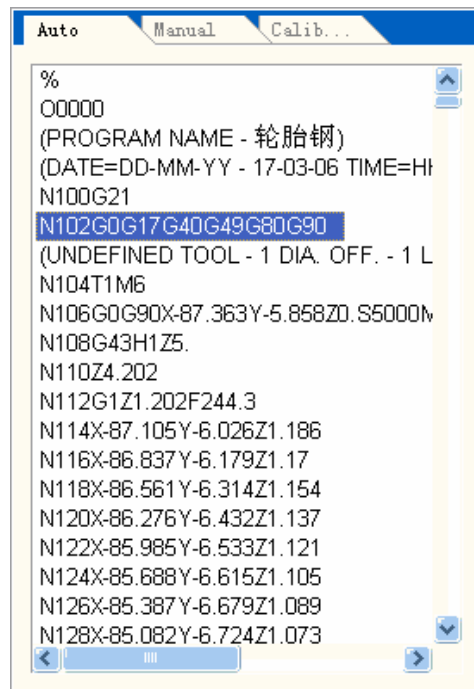 Auto Manual Calib...
%
O0000
(PROGRAM NAME - 轮胎钢)
(DATE=DD-MM-YY - 17-03-06 TIME=HH
N100G21
N102G0G17G40G49G80G90
(UNDEFINED TOOL - 1 DIA. OFF. - 1 L
N104T1M6
N106G0G90X-87.363Y-5.858Z0.S5000M
N108G43H1Z5.
N110Z4.202
N112G1Z1.202F244.3
N114X-87.105Y-6.026Z1.186
N116X-86.837Y-6.179Z1.17
N118X-86.561Y-6.314Z1.154
N120X-86.276Y-6.432Z1.137
N122X-85.985Y-6.533Z1.121
N124X-85.688Y-6.615Z1.105
N126X-85.387Y-6.679Z1.089
N128X-85.082Y-6.724Z1.073